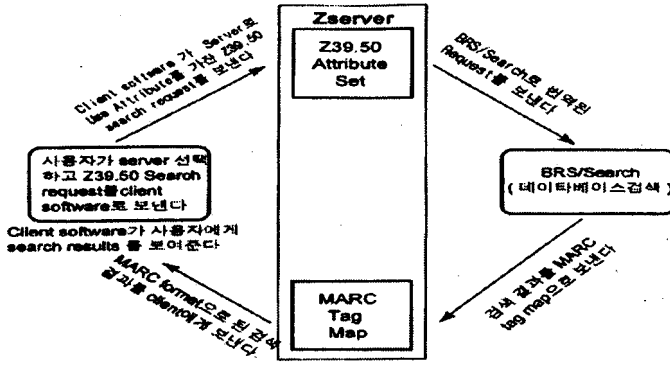 Zserver
Z39.50
Attribute
Set
Client software 가 Server로
Use Attribute를 가진 Z39.50
search request를 보낸다
BRS/Search로 번역된
Request를 보낸다
사용자가 server 선택
하고 Z39.50 Search
request를client
software로 보낸다
BRS/Search
( 데이타베이스검색 )
Client software가 사용자에게
search results 를 보여준다
MARC format으로 된 검색
결과를 client에게 보낸다.
MARC
Tag
Map
검색 결과를 MARC
tag map으로 보낸다